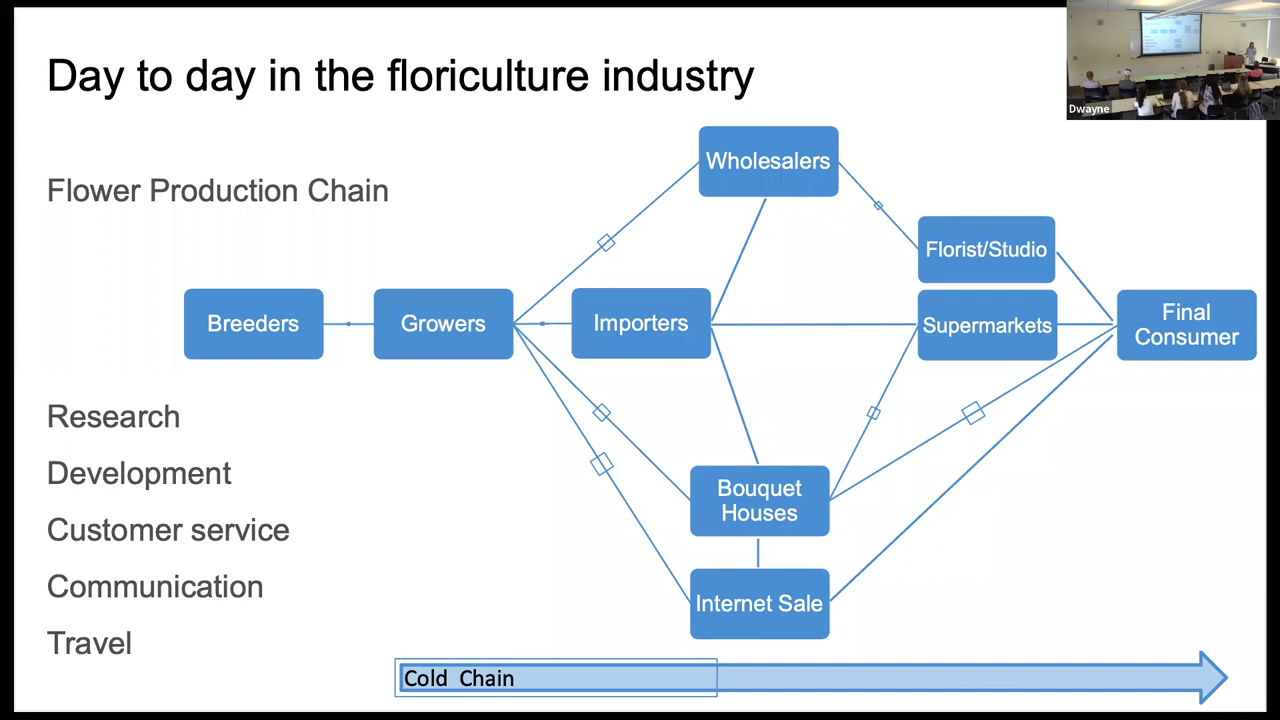 Day to day in the floriculture industry
Dwayne
Flower Production Chain
Wholesalers
Florist/Studio
Breeders
Growers
Importers
Supermarkets
Final
Consumer
Research
Development
Customer service
Communication
Travel
Bouquet
Houses
Internet Sale
Cold Chain